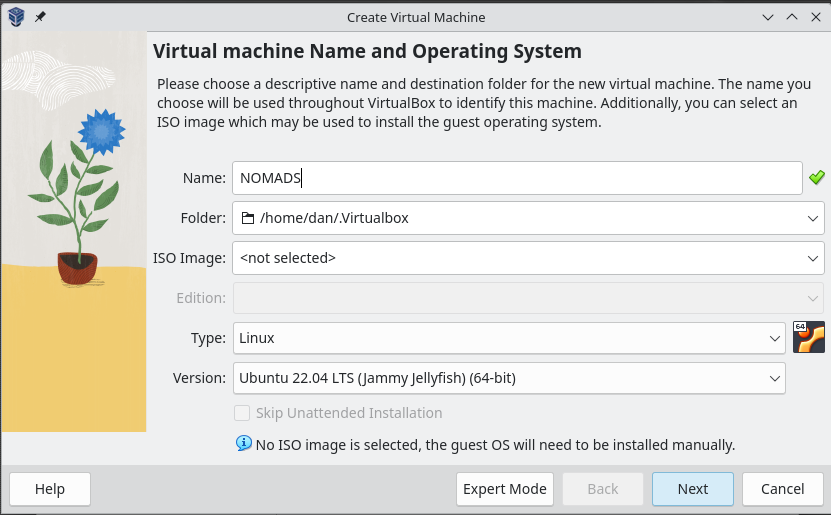 Create Virtual Machine
Virtual machine Name and Operating System
Please choose a descriptive name and destination folder for the new virtual machine. The name you
choose will be used throughout VirtualBox to identify this machine. Additionally, you can select an
ISO image which may be used to install the guest operating system.
Name: NOMADS
Folder: /home/dan/.Virtualbox
ISO Image: <not selected>
Edition:
Type: Linux
64
Version: Ubuntu 22.04 LTS (Jammy Jellyfish) (64-bit)
Skip Unattended Installation
No ISO image is selected, the guest OS will need to be installed manually.
Help Expert Mode Back Next Cancel